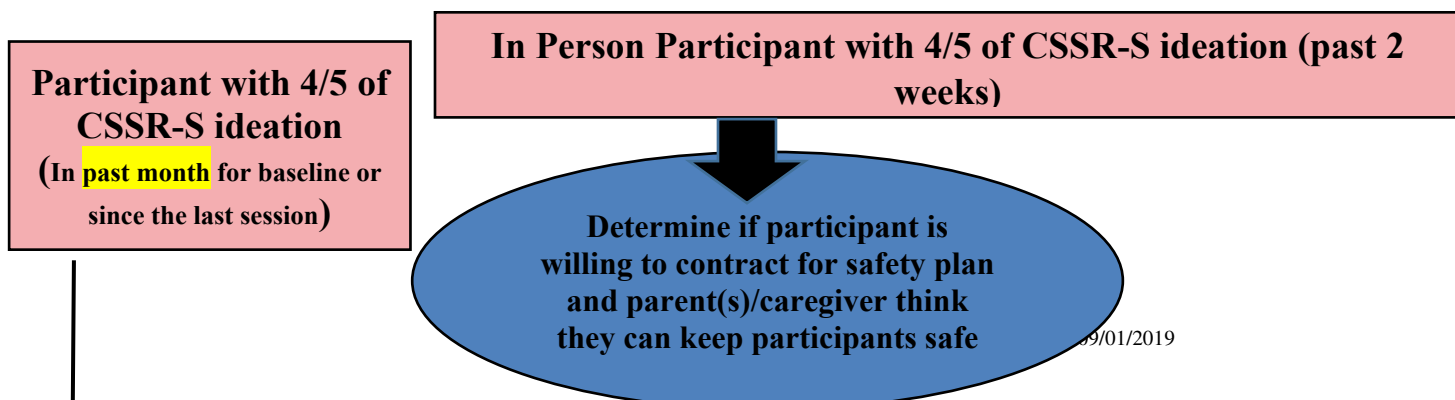 Participant with 4/5 of
CSSR-S ideation
(In past month for baseline or
since the last session)
In Person Participant with 4/5 of CSSR-S ideation (past 2
weeks)
Determine if participant is
willing to contract for safety plan
and parent(s)/caregiver think
they can keep participants safe
/01/2019